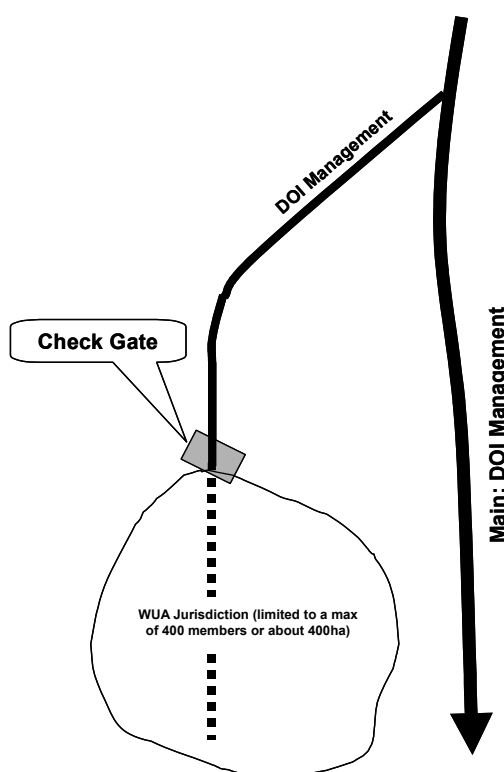 DOI Management
Check Gate
Main: DOI Management
WUA Jurisdiction (limited to a max
of 400 members or about 400ha)